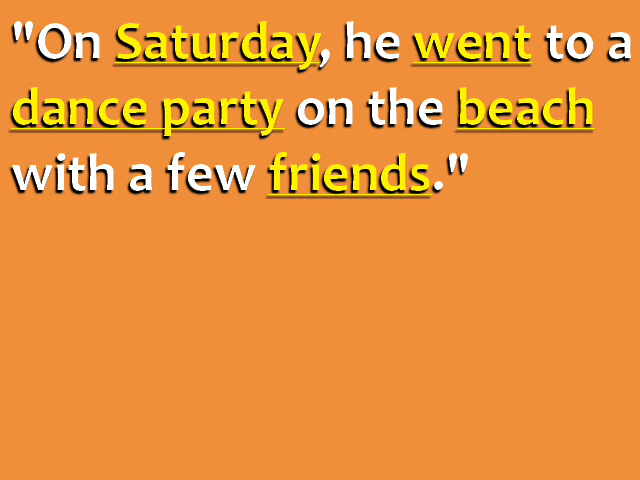 "On Saturday, he went to a
dance party on the beach
with a few friends."